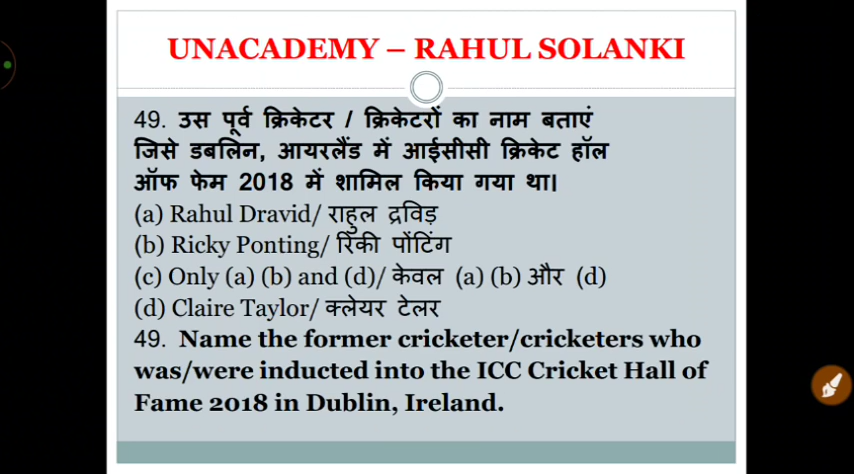 UNACADEMY – RAHUL SOLANKI
49. उस पूर्व क्रिकेटर / क्रिकेटरों का नाम बताएं
जिसे डबलिन, आयरलैंड में आईसीसी क्रिकेट हॉल
ऑफ फेम 2018 में शामिल किया गया था।
(a) Rahul Dravid/ राहुल द्रविड़
(b) Ricky Ponting/ रिकी पोंटिंग
(c) Only (a) (b) and (d)/ केवल (a) (b) और (d)
(d) Claire Taylor/ क्लेयर टेलर
49. Name the former cricketer/cricketers who
was/were inducted into the ICC Cricket Hall of
Fame 2018 in Dublin, Ireland.